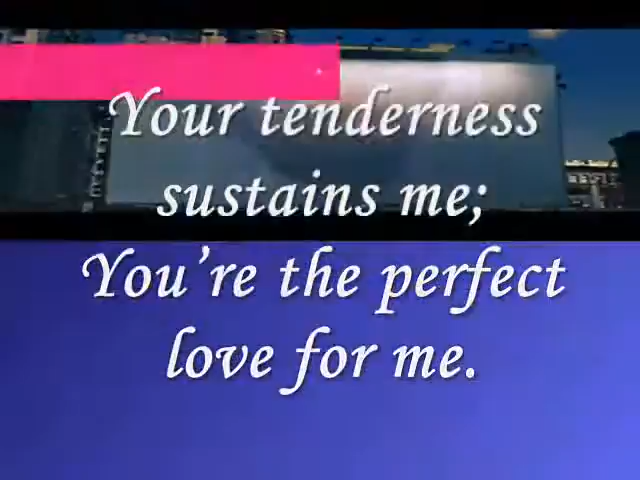 Your tenderness
sustains me;
You’re the perfect
love for me.